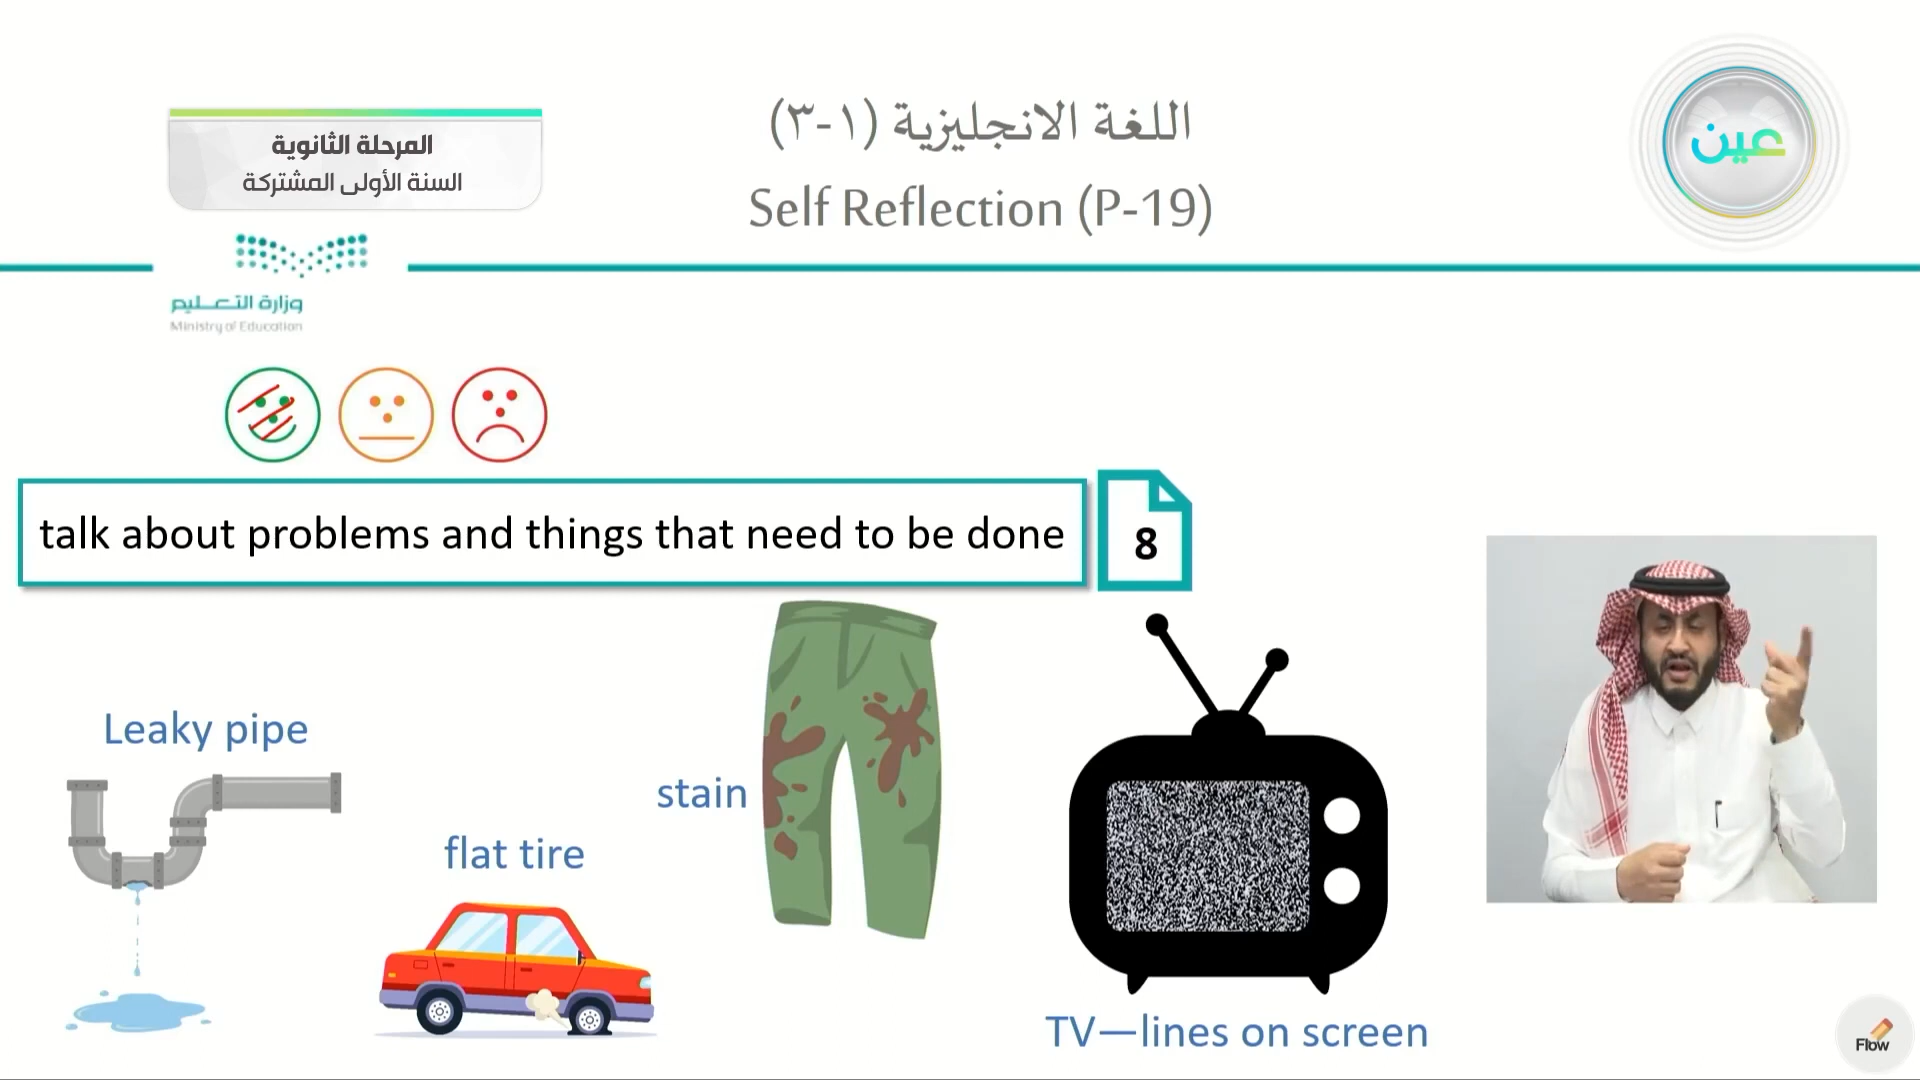 المرحلة الثانوية
السنة الأولى المشتركة
اللغة الانجليزية (١-٣)
Self Reflection (P-19)
عين
وزارة التعليم
Ministry of Education
talk about problems and things that need to be done
8
Leaky pipe
flat tire
stain
TV—lines on screen
Flow